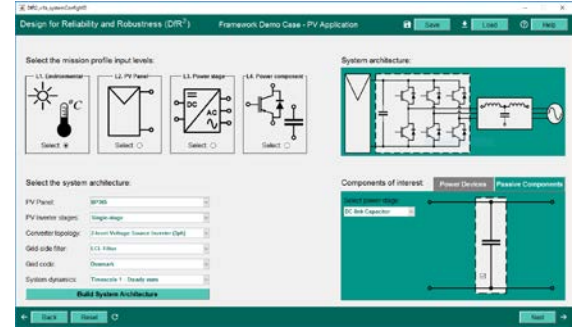 DfR2_v1b_systemConfigHS
Design for Reliability and Robustness (DfR²)
Framework Demo Case - PV Application
Save
Load
Help
Select the mission profile input levels:
System architecture:
L1. Environmental
L2. PV Panel
L3. Power stage
L4. Power component
°C
DC
AC
Select
Select
Select
Select
Select the system architecture:
Components of interest:
Power Devices
Passive Components
PV Panel:
BP365
PV Inverter stages:
Single-stage
Converter topology:
2-level Voltage Source Inverter (3ph)
Grid side filter:
LCL Filter
Grid code:
Denmark
System dynamics:
Timescale 1 - Steady state
Build System Architecture
Select power stage:
DC-link Capacitor
Back
Reset
Next